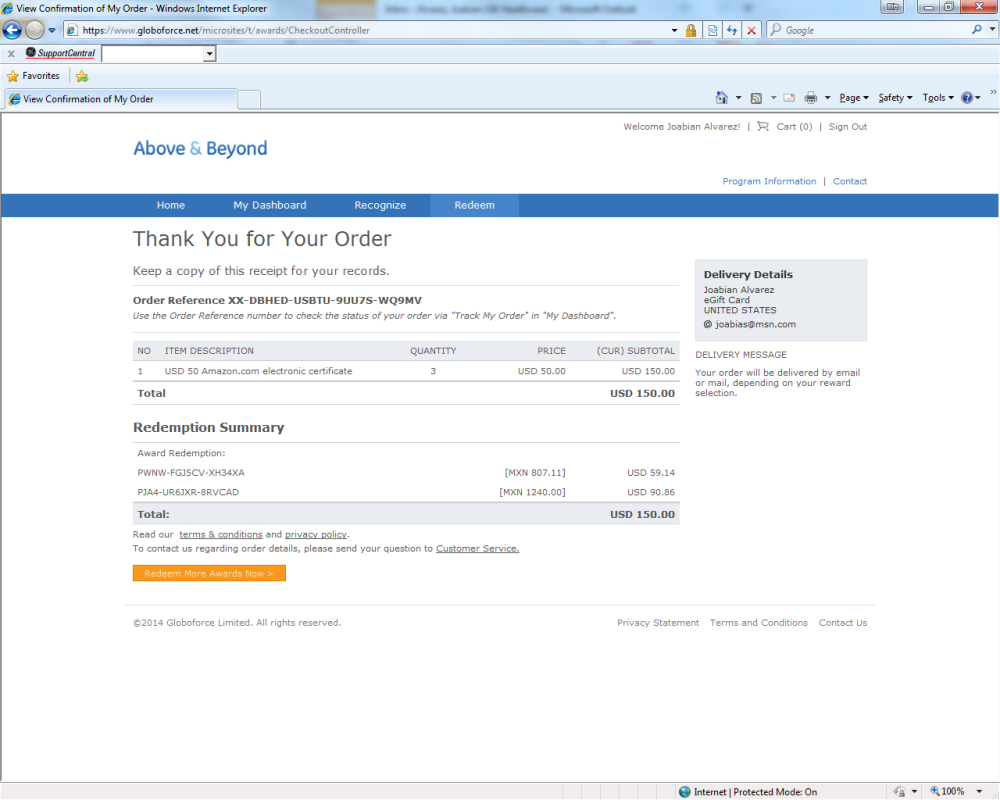 View Confirmation of My Order - Windows Internet Explorer
https://www.globoforce.net/microsites/t/awards/CheckoutController
Google
x SupportCentral
Favorites
View Confirmation of My Order
Page Safety Tools
Welcome Joabian Alvarez! | Cart (0) | Sign Out
Above & Beyond
Program Information | Contact
Home My Dashboard Recognize Redeem
Thank You for Your Order
Keep a copy of this receipt for your records.
Order Reference XX-DBHED-USBTU-9UU7S-WQ9MV
Use the Order Reference number to check the status of your order via "Track My Order" in "My Dashboard".
NO ITEM DESCRIPTION QUANTITY PRICE (CUR) SUBTOTAL
1 USD 50 Amazon.com electronic certificate 3 USD 50.00 USD 150.00
Total USD 150.00
Redemption Summary
Award Redemption:
PWNW-FGJ5CV-XH34XA [MXN 807.11] USD 59.14
PJA4-UR6JXR-8RVCAD [MXN 1240.00] USD 90.86
Total: USD 150.00
Read our terms & conditions and privacy policy.
To contact us regarding order details, please send your question to Customer Service.
Redeem More Awards Now >
Delivery Details
Joabian Alvarez
eGift Card
UNITED STATES
@ joabias@msn.com
DELIVERY MESSAGE
Your order will be delivered by email
or mail, depending on your reward
selection.
©2014 Globoforce Limited. All rights reserved.
Privacy Statement Terms and Conditions Contact Us
Internet | Protected Mode: On
100%